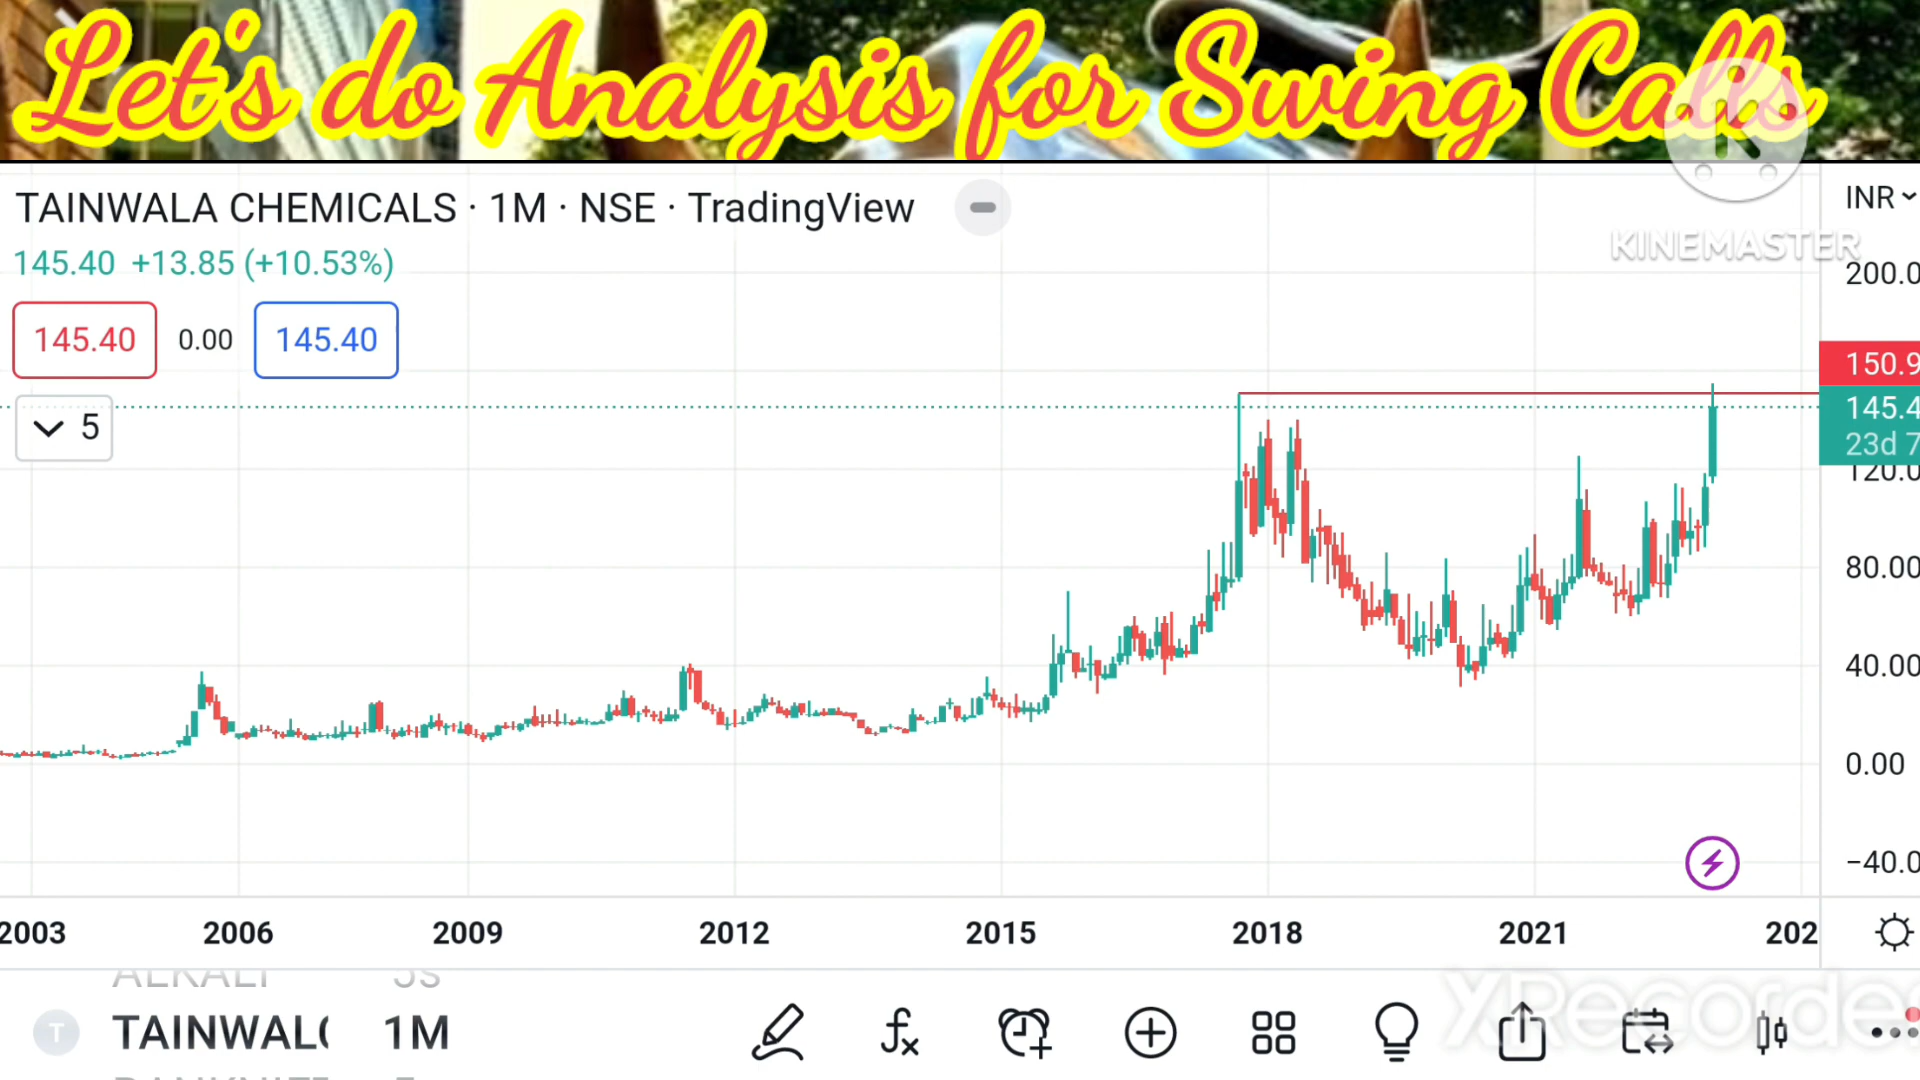 Let's do Analysis for Swing Calls
K
KINEMASTER
TAINWALA CHEMICALS · 1M · NSE · TradingView
INR
145.40 +13.85 (+10.53%)
200.0
145.40 0.00 145.40
150.9
145.4
5
23d 7
120.0
80.00
40.00
0.00
−40.0
2003 2006 2009 2012 2015 2018 2021 202
ALKALI
T TAINWAL 1M
XRecorde